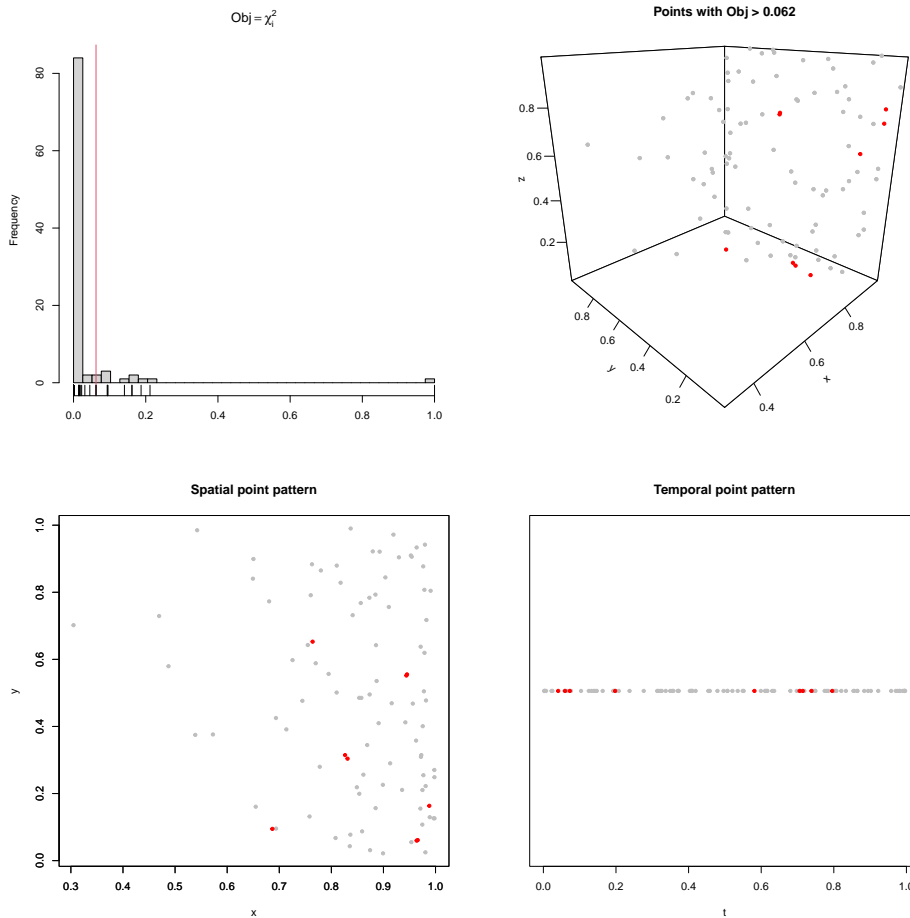 Obj = χ²ᵢ
Frequency
80
60
40
20
0
0.0 0.2 0.4 0.6 0.8 1.0
Points with Obj > 0.062
z
0.8
0.6
0.4
0.2
0.8
0.6
0.4
0.2
y
0.4
0.6
0.8
x
Spatial point pattern
y
1.0
0.8
0.6
0.4
0.2
0.0
0.3 0.4 0.5 0.6 0.7 0.8 0.9 1.0
x
Temporal point pattern
0.0 0.2 0.4 0.6 0.8 1.0
t